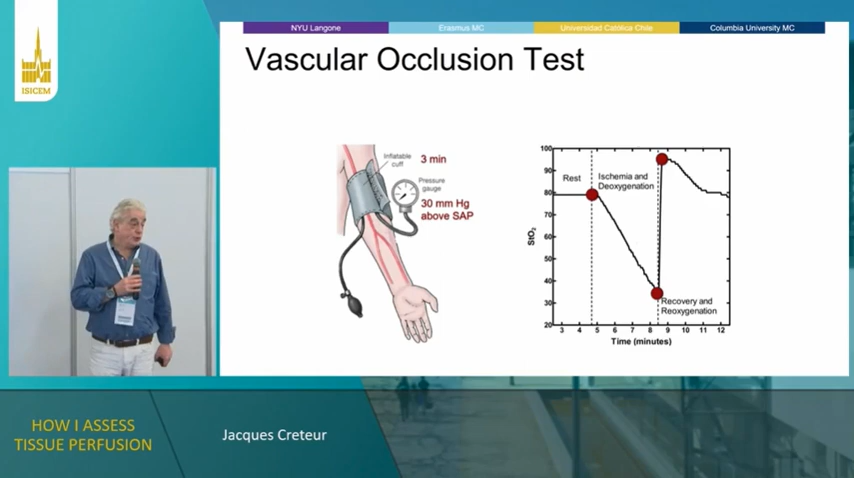 ISICEM
NYU Langone
Erasmus MC
Universidad Catolica Chile
Columbia University MC
Vascular Occlusion Test
Inflatable
cuff
3 min
Pressure
gauge
30 mm Hg
above SAP
StO2
100
90
80
70
60
50
40
30
20
Rest
Ischemia and
Deoxygenation
Recovery and
Reoxygenation
3 4 5 6 7 8 9 10 11 12
Time (minutes)
HOW I ASSESS
TISSUE PERFUSION
Jacques Creteur